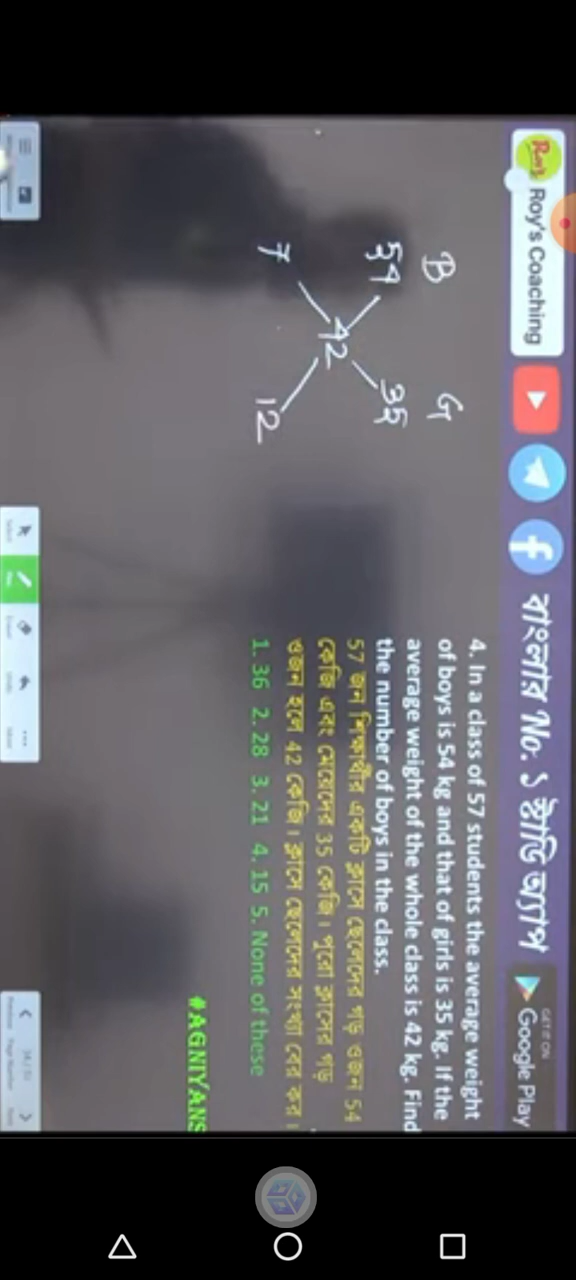 Roy's Roy's Coaching
বাংলার No. ১ স্টাডি অ্যাপ
GET IT ON
Google Play
4. In a class of 57 students the average weight
of boys is 54 kg and that of girls is 35 kg. If the
average weight of the whole class is 42 kg. Find
the number of boys in the class.
57 জন শিক্ষার্থীর একটি ক্লাসে ছেলেদের গড় ওজন 54
কেজি এবং মেয়েদের 35 কেজি। পুরো ক্লাসের গড়
ওজন হলে 42 কেজি। ক্লাসে ছেলেদের সংখ্যা বের কর।
1. 36 2. 28 3. 21 4. 15 5. None of these
B G
54 35
42
7 12
#AGNIYANS